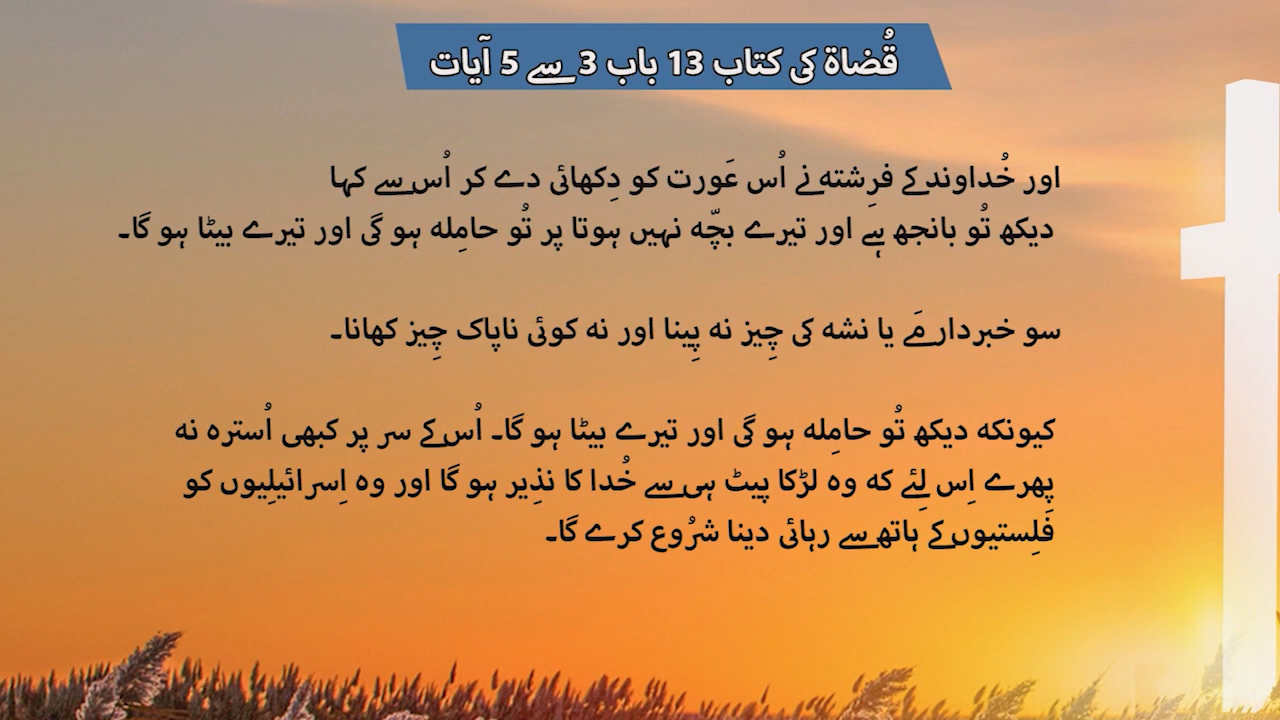 قُضاۃ کی کتاب 13 باب 3 سے 5 آیات
اور خُداوند کے فرِشتہ نے اُس عَورت کو دِکھائی دے کر اُس سے کہا
دیکھ تُو بانجھ ہے اور تیرے بچّہ نہیں ہوتا پر تُو حامِلہ ہو گی اور تیرے بیٹا ہو گا۔
سو خبردار مَے یا نشہ کی چِیز نہ پِینا اور نہ کوئی ناپاک چِیز کھانا۔
کیونکہ دیکھ تُو حامِلہ ہو گی اور تیرے بیٹا ہو گا۔ اُس کے سر پر کبھی اُسترہ نہ
پھرے اِس لِئے کہ وہ لڑکا پیٹ ہی سے خُدا کا نذِیر ہو گا اور وہ اِسرائیلِیوں کو
فَلِستیوں کے ہاتھ سے رہائی دینا شرُوع کرے گا۔